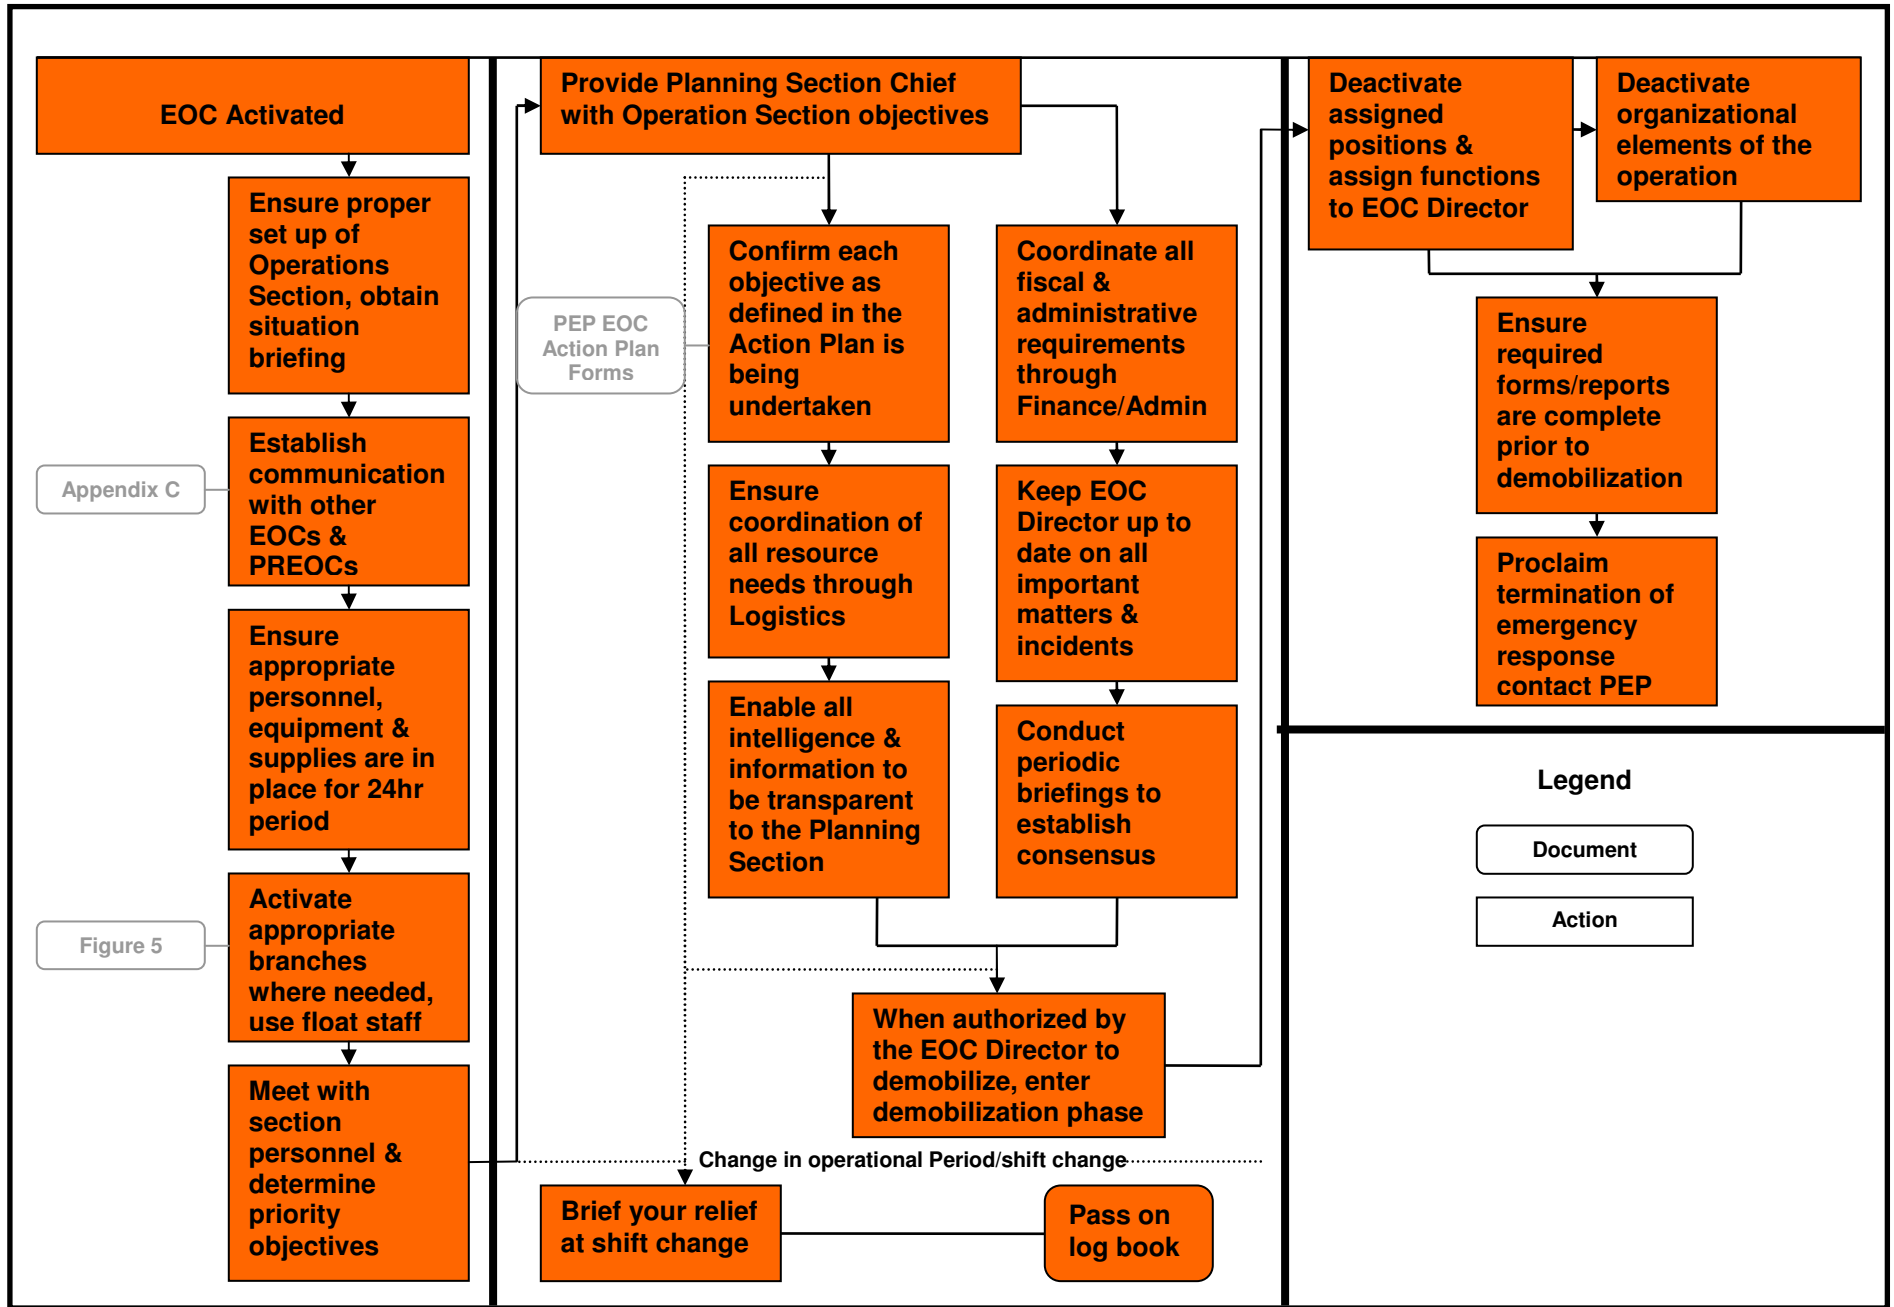 EOC Activated
Ensure proper
set up of
Operations
Section, obtain
situation
briefing
Appendix C
Establish
communication
with other
EOCs &
PREOCs
Ensure
appropriate
personnel,
equipment &
supplies are in
place for 24hr
period
Figure 5
Activate
appropriate
branches
where needed,
use float staff
Meet with
section
personnel &
determine
priority
objectives
Provide Planning Section Chief
with Operation Section objectives
PEP EOC
Action Plan
Forms
Confirm each
objective as
defined in the
Action Plan is
being
undertaken
Ensure
coordination of
all resource
needs through
Logistics
Enable all
intelligence &
information to
be transparent
to the Planning
Section
Coordinate all
fiscal &
administrative
requirements
through
Finance/Admin
Keep EOC
Director up to
date on all
important
matters &
incidents
Conduct
periodic
briefings to
establish
consensus
When authorized by
the EOC Director to
demobilize, enter
demobilization phase
Change in operational Period/shift change
Brief your relief
at shift change
Pass on
log book
Deactivate
assigned
positions &
assign functions
to EOC Director
Deactivate
organizational
elements of the
operation
Ensure
required
forms/reports
are complete
prior to
demobilization
Proclaim
termination of
emergency
response
contact PEP
Legend
Document
Action